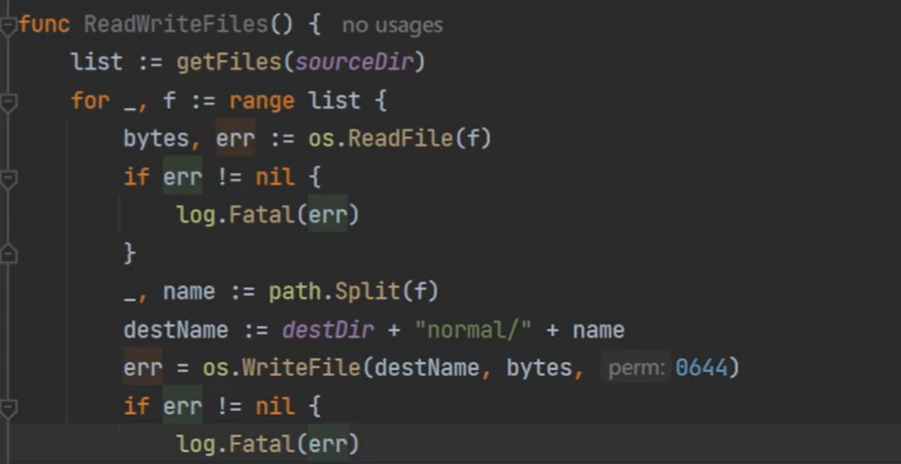 func ReadWriteFiles() { no usages
list := getFiles(sourceDir)
for _, f := range list {
bytes, err := os.ReadFile(f)
if err != nil {
log.Fatal(err)
}
_, name := path.Split(f)
destName := destDir + "normal/" + name
err = os.WriteFile(destName, bytes, perm: 0644)
if err != nil {
log.Fatal(err)